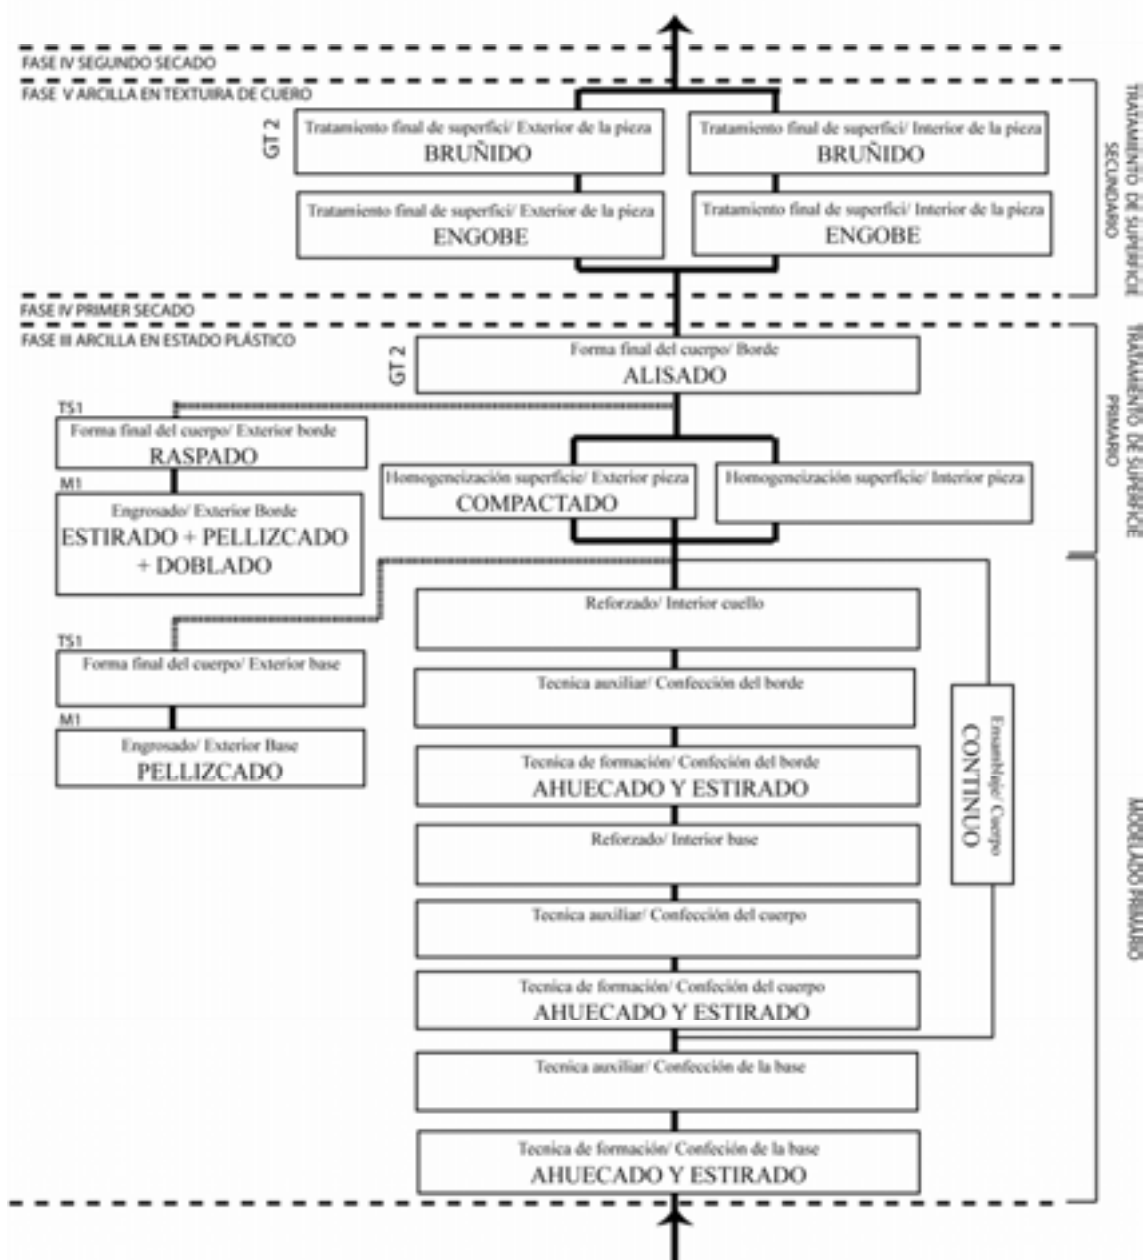 FASE IV SEGUNDO SECADO
FASE V ARCILLA EN TEXTUIRA DE CUERO
GT 2
Tratamiento final de superfici/ Exterior de la pieza
BRUÑIDO
Tratamiento final de superfici/ Interior de la pieza
BRUÑIDO
Tratamiento final de superfici/ Exterior de la pieza
ENGOBE
Tratamiento final de superfici/ Interior de la pieza
ENGOBE
TRATAMIENTO DE SUPERFICIE
SECUNDARIO
FASE IV PRIMER SECADO
FASE III ARCILLA EN ESTADO PLÁSTICO
GT 2
Forma final del cuerpo/ Borde
ALISADO
TS1
Forma final del cuerpo/ Exterior borde
RASPADO
M1
Engrosado/ Exterior Borde
ESTIRADO + PELLIZCADO
+ DOBLADO
Homogeneización superficie/ Exterior pieza
COMPACTADO
Homogeneización superficie/ Interior pieza
TRATAMIENTO DE SUPERFICIE
PRIMARIO
TS1
Forma final del cuerpo/ Exterior base
M1
Engrosado/ Exterior Base
PELLIZCADO
Reforzado/ Interior cuello
Tecnica auxiliar/ Confección del borde
Tecnica de formación/ Confeción del borde
AHUECADO Y ESTIRADO
Reforzado/ Interior base
Tecnica auxiliar/ Confección del cuerpo
Tecnica de formación/ Confeción del cuerpo
AHUECADO Y ESTIRADO
Tecnica auxiliar/ Confección de la base
Tecnica de formación/ Confeción de la base
AHUECADO Y ESTIRADO
Ensamblaje/ Cuerpo
CONTINUO
MODELADO PRIMARIO